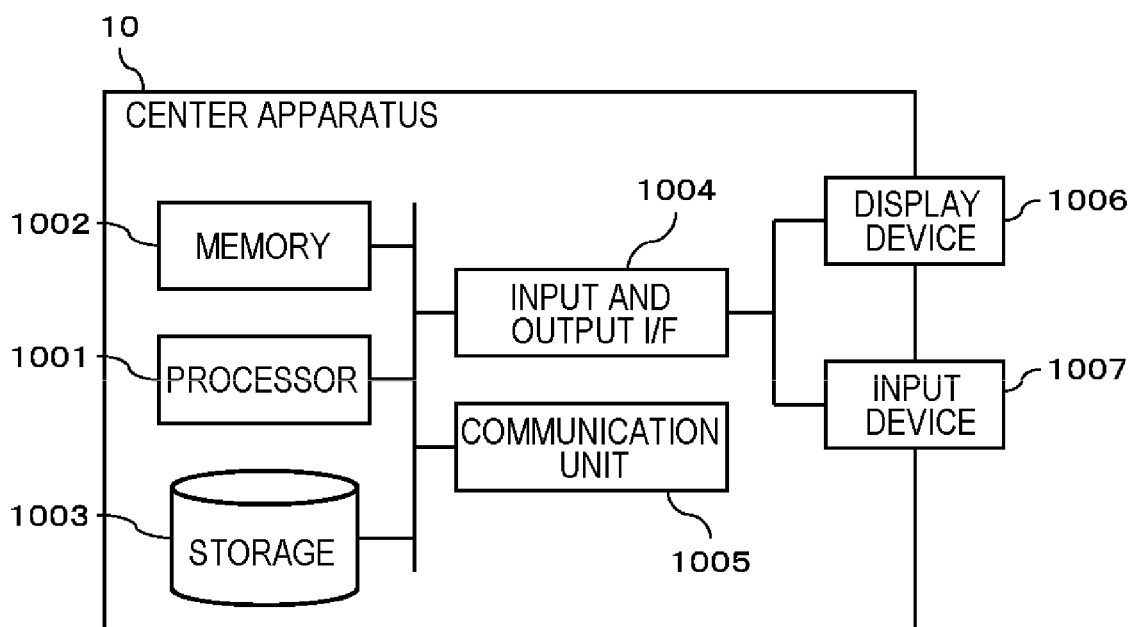 10
CENTER APPARATUS
1004
1002
MEMORY
DISPLAY
DEVICE
1006
INPUT AND
OUTPUT I/F
1001
PROCESSOR
INPUT
DEVICE
1007
COMMUNICATION
UNIT
1003
STORAGE
1005